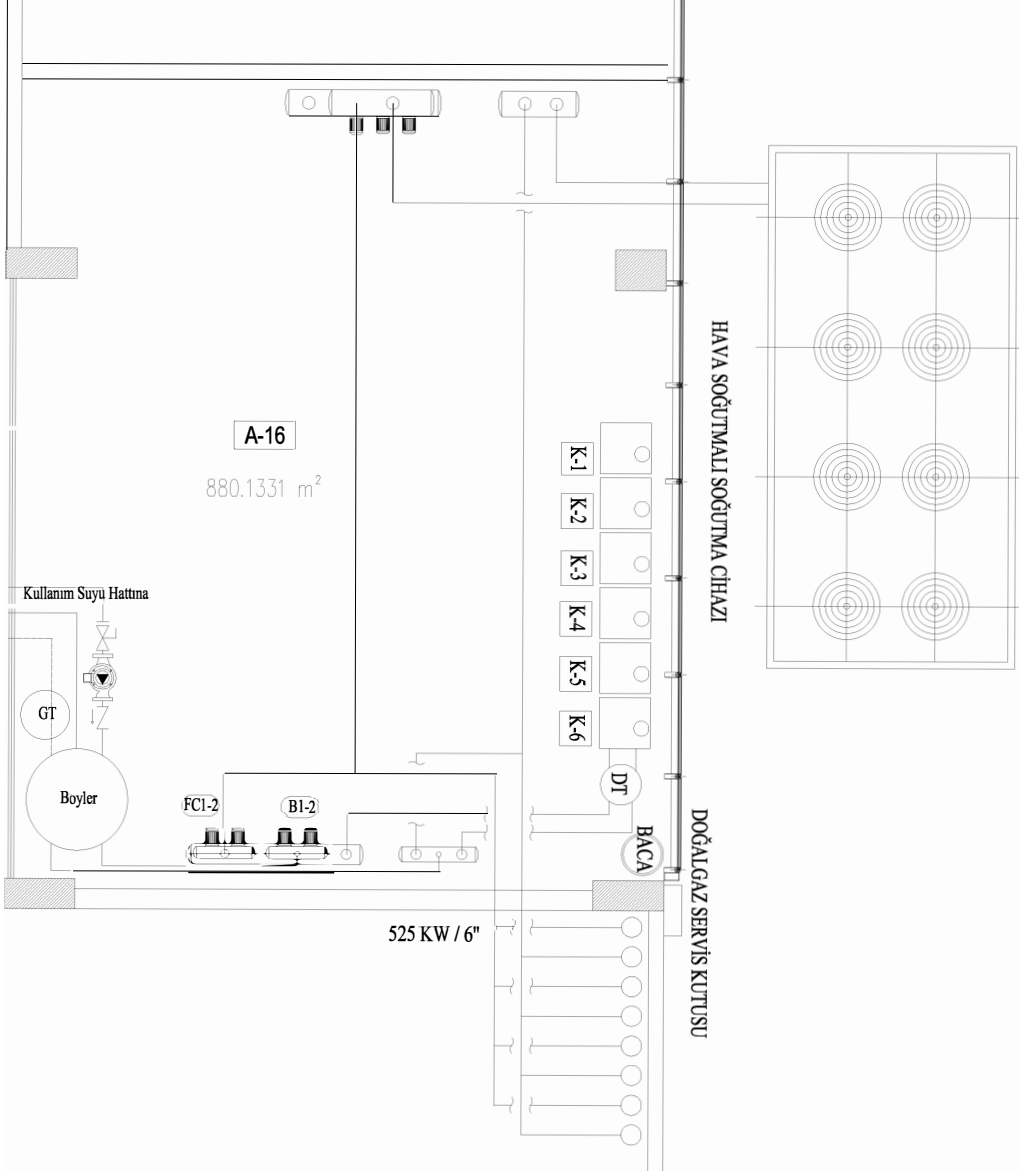 HAVA SOĞUTMALI SOĞUTMA CİHAZI
A-16
880.1331 m²
K-1
K-2
K-3
K-4
K-5
K-6
Kullanım Suyu Hattına
GT
Boyler
FC1-2
B1-2
DT
BACA
DOĞALGAZ SERVİS KUTUSU
525 KW / 6"